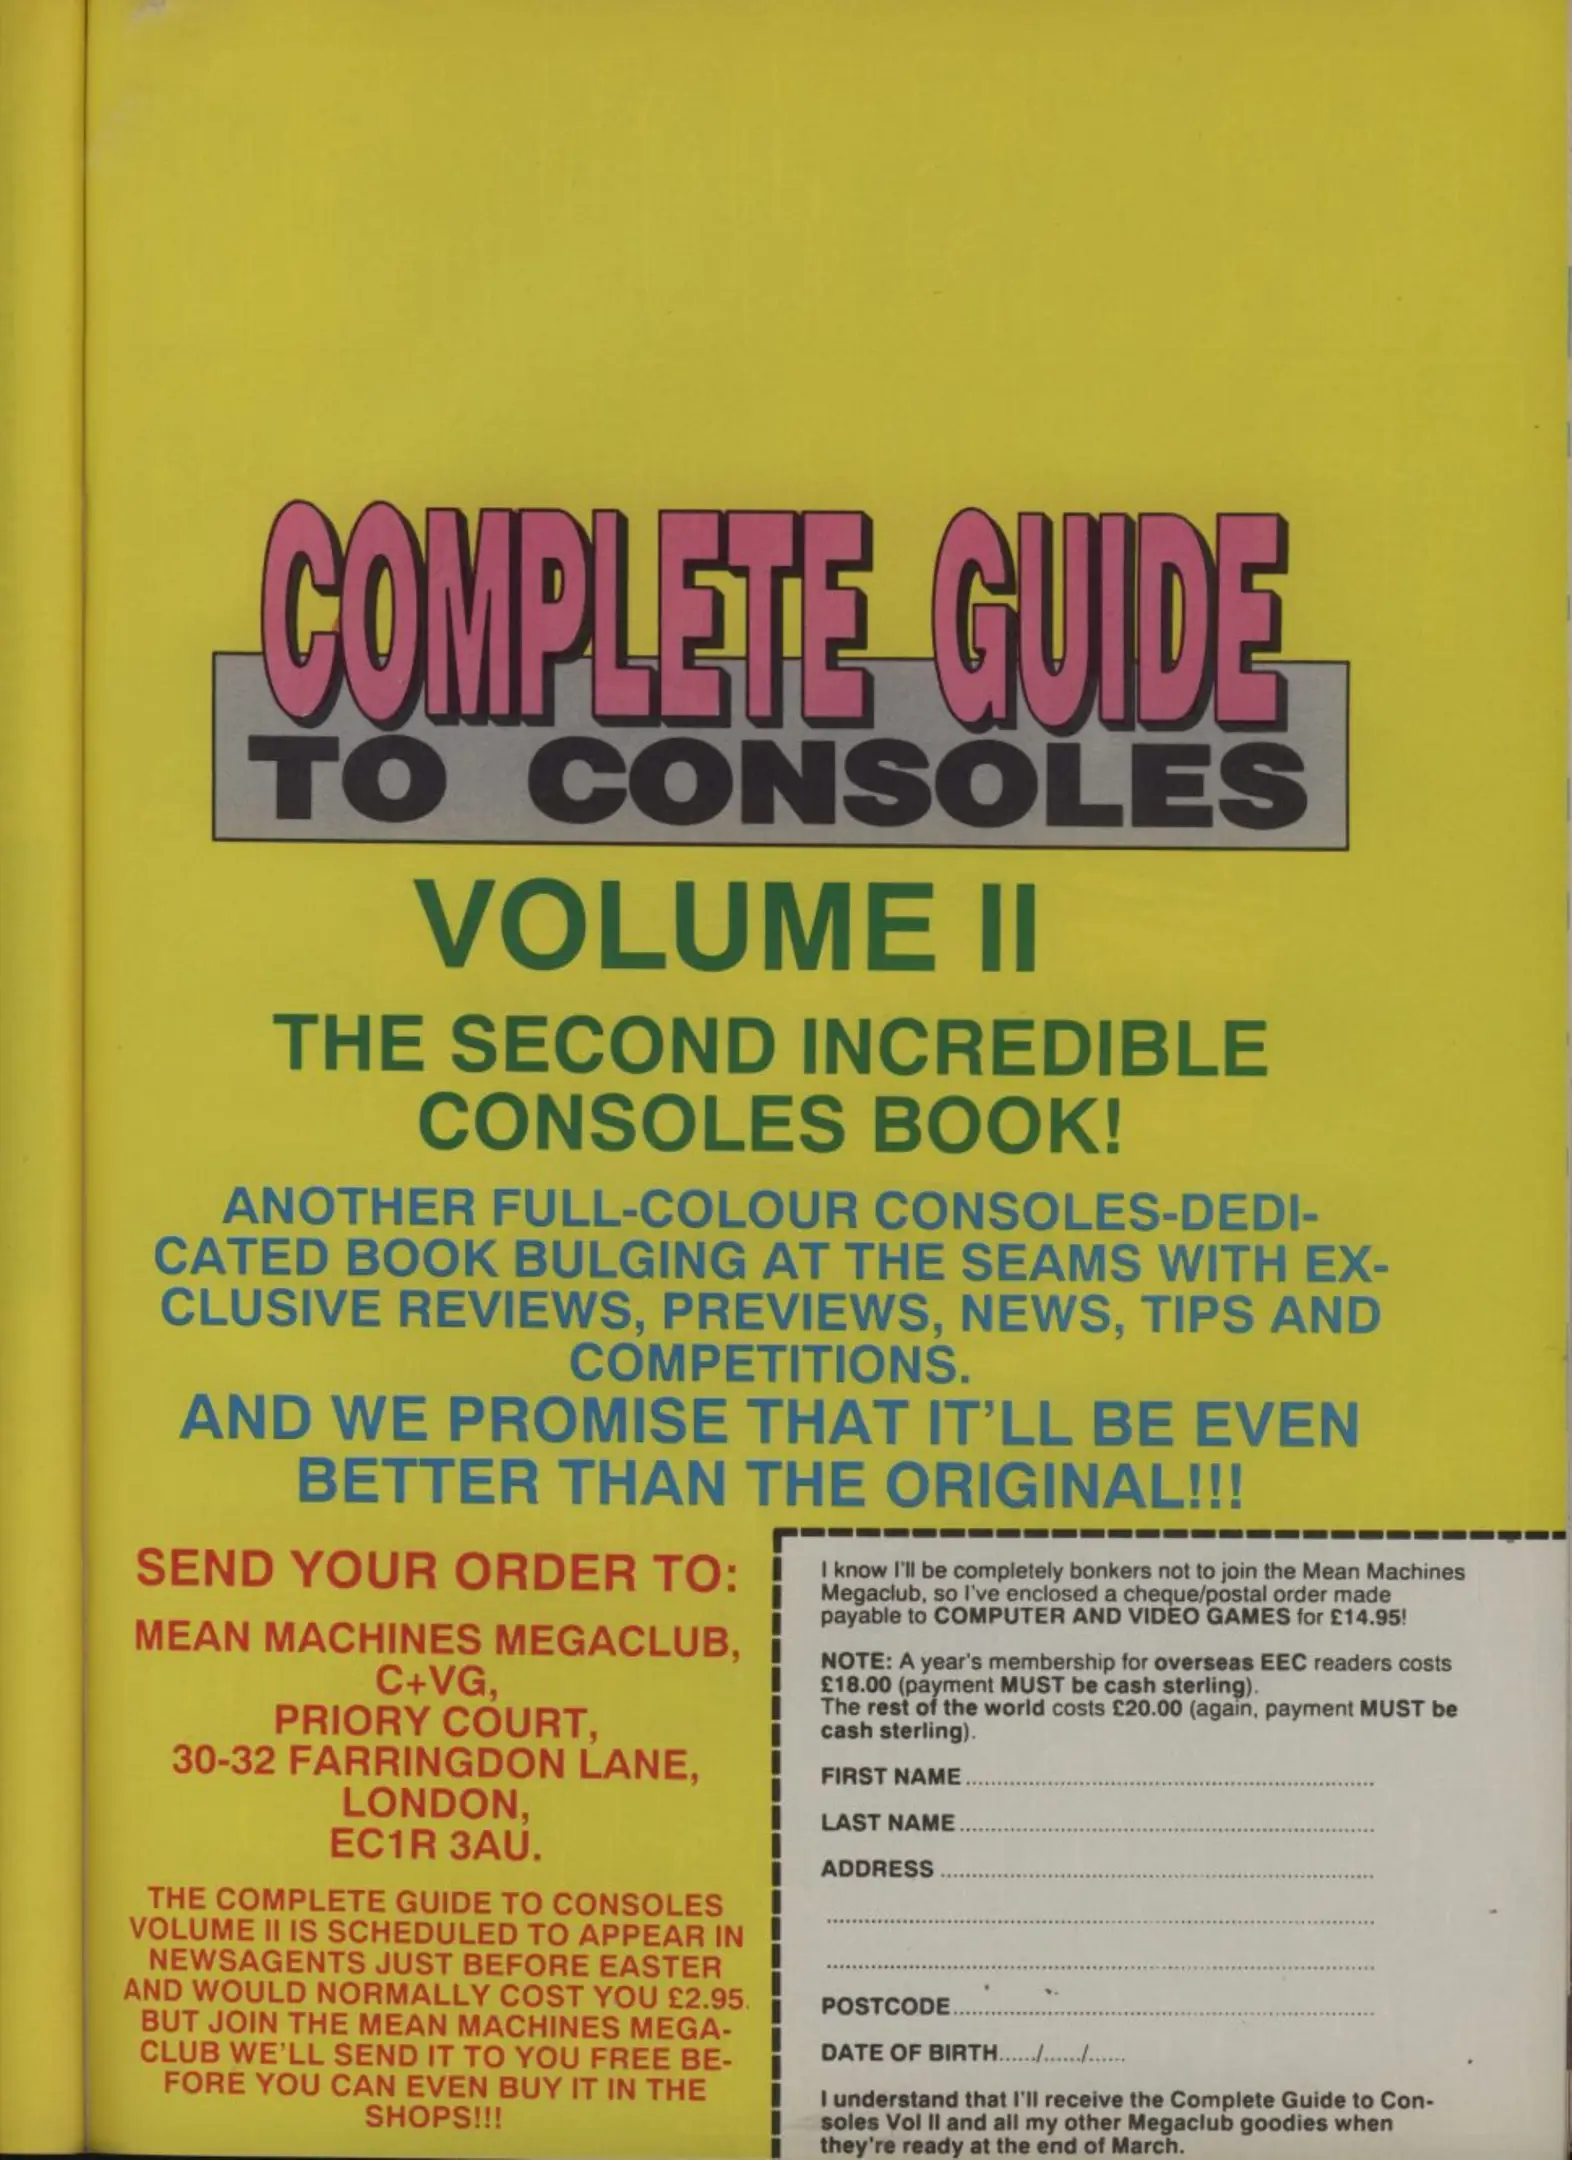 COMPLETE GUIDE
TO CONSOLES
VOLUME II
THE SECOND INCREDIBLE
CONSOLES BOOK!
ANOTHER FULL-COLOUR CONSOLES-DEDI-
CATED BOOK BULGING AT THE SEAMS WITH EX-
CLUSIVE REVIEWS, PREVIEWS, NEWS, TIPS AND
COMPETITIONS.
AND WE PROMISE THAT IT'LL BE EVEN
BETTER THAN THE ORIGINAL!!!
SEND YOUR ORDER TO:
MEAN MACHINES MEGACLUB,
C+VG,
PRIORY COURT,
30-32 FARRINGDON LANE,
LONDON,
EC1R 3AU.
THE COMPLETE GUIDE TO CONSOLES
VOLUME II IS SCHEDULED TO APPEAR IN
NEWSAGENTS JUST BEFORE EASTER
AND WOULD NORMALLY COST YOU £2.95.
BUT JOIN THE MEAN MACHINES MEGA-
CLUB WE'LL SEND IT TO YOU FREE BE-
FORE YOU CAN EVEN BUY IT IN THE
SHOPS!!!
I know I'll be completely bonkers not to join the Mean Machines
Megaclub, so I've enclosed a cheque/postal order made
payable to COMPUTER AND VIDEO GAMES for £14.95!
NOTE: A year's membership for overseas EEC readers costs
£18.00 (payment MUST be cash sterling).
The rest of the world costs £20.00 (again, payment MUST be
cash sterling).
FIRST NAME
LAST NAME
ADDRESS
POSTCODE
DATE OF BIRTH....../....../......
I understand that I'll receive the Complete Guide to Con-
soles Vol II and all my other Megaclub goodies when
they're ready at the end of March.